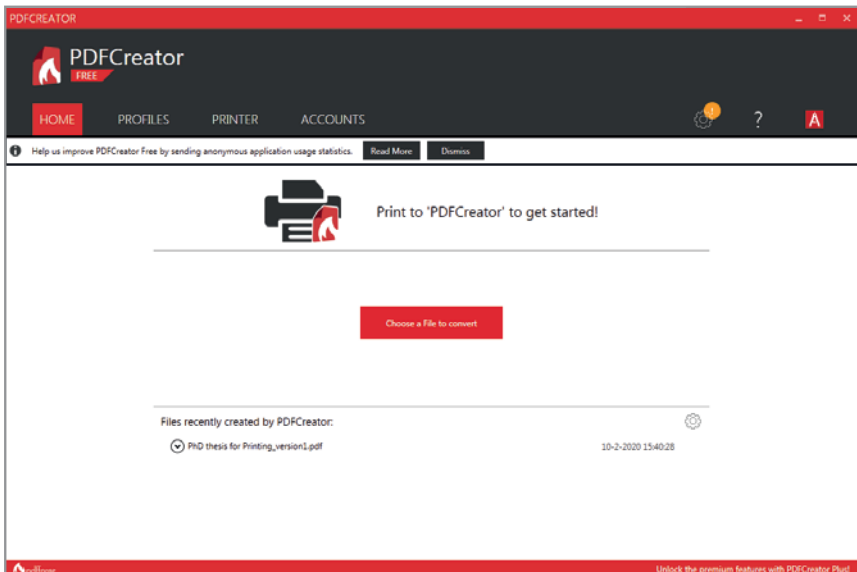 PDFCREATOR
PDFCreator
FREE
HOME PROFILES PRINTER ACCOUNTS ! ? A
Help us improve PDFCreator Free by sending anonymous application usage statistics. Read More Dismiss
Print to 'PDFCreator' to get started!
Choose a File to convert
Files recently created by PDFCreator:
PhD thesis for Printing_version1.pdf 10-2-2020 15:40:28
Unlock the premium features with PDFCreator Plus!